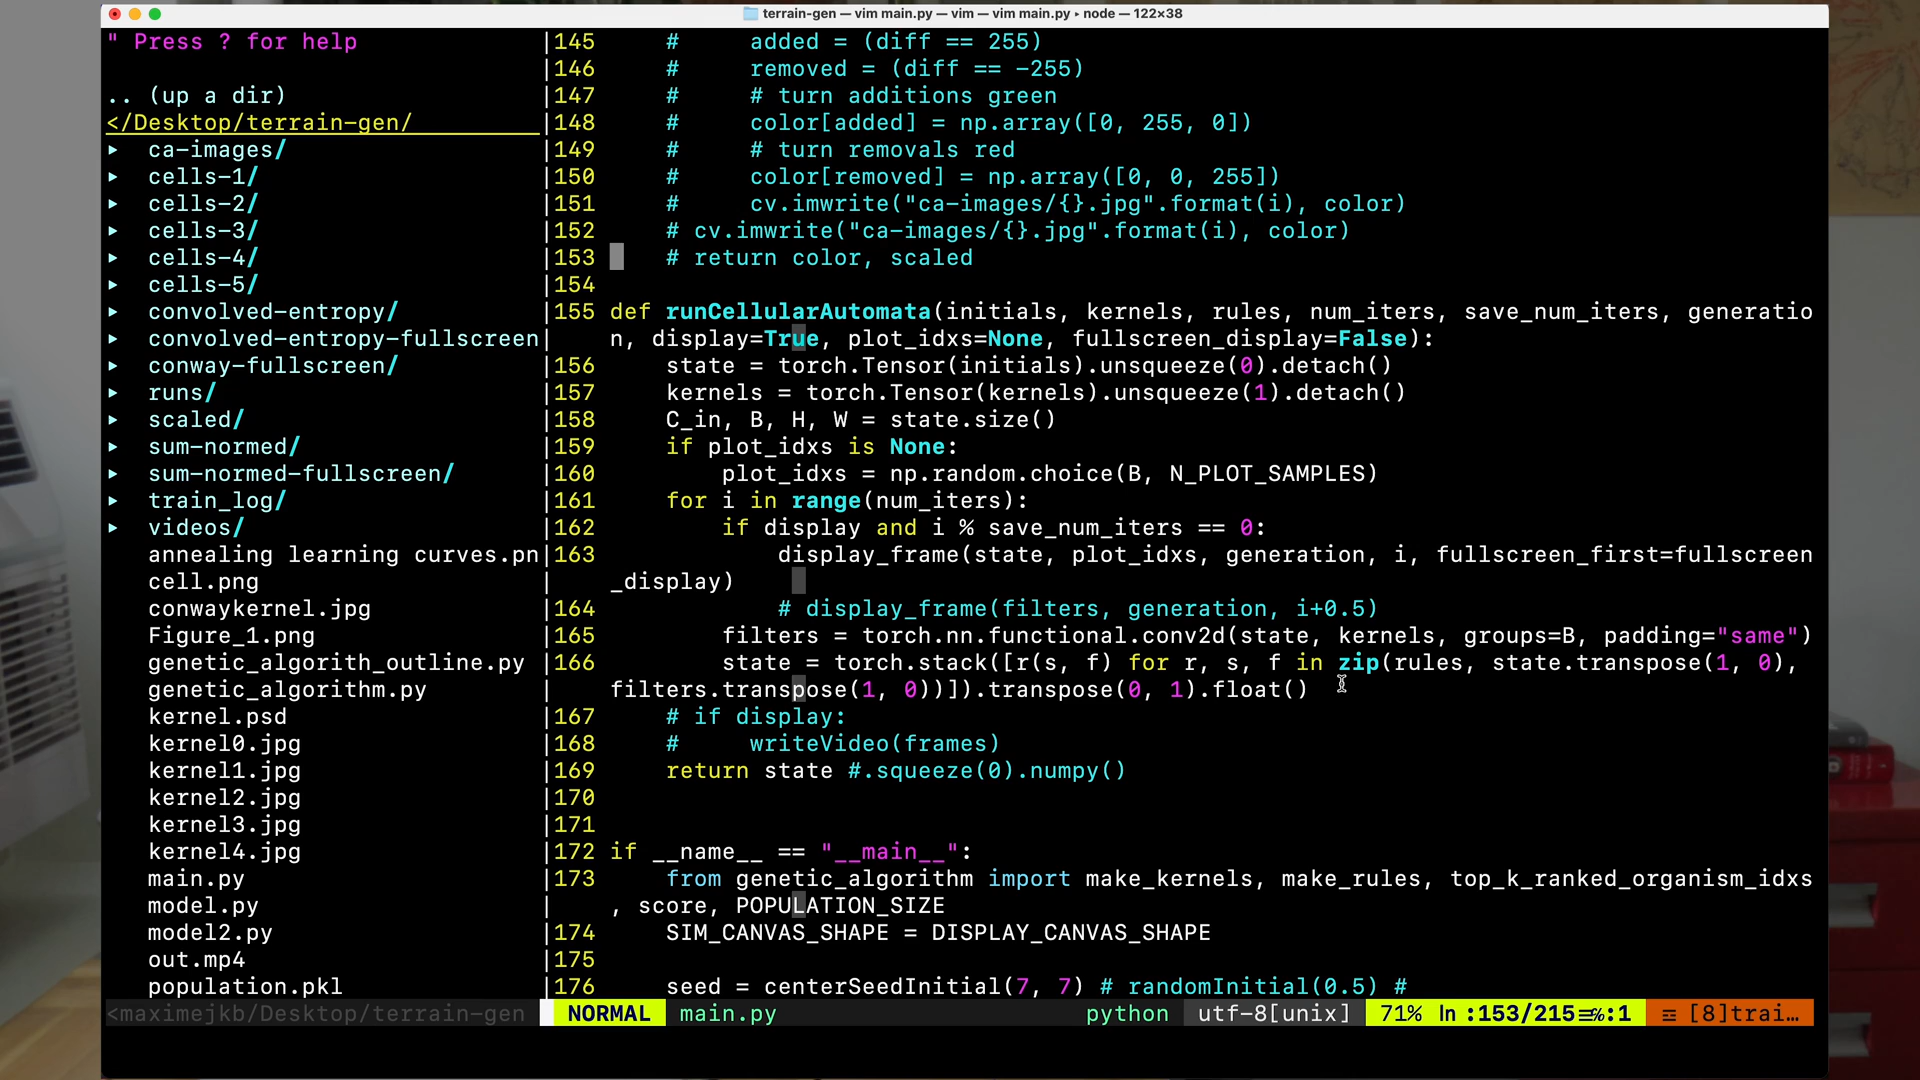 terrain-gen — vim main.py — vim — vim main.py ▸ node — 122×38
" Press ? for help
.. (up a dir)
</Desktop/terrain-gen/
▸ ca-images/
▸ cells-1/
▸ cells-2/
▸ cells-3/
▸ cells-4/
▸ cells-5/
▸ convolved-entropy/
▸ convolved-entropy-fullscreen
▸ conway-fullscreen/
▸ runs/
▸ scaled/
▸ sum-normed/
▸ sum-normed-fullscreen/
▸ train_log/
▸ videos/
annealing learning curves.pn
cell.png
conwaykernel.jpg
Figure_1.png
genetic_algorith_outline.py
genetic_algorithm.py
kernel.psd
kernel0.jpg
kernel1.jpg
kernel2.jpg
kernel3.jpg
kernel4.jpg
main.py
model.py
model2.py
out.mp4
population.pkl
145     #     added = (diff == 255)
146     #     removed = (diff == -255)
147     #     # turn additions green
148     #     color[added] = np.array([0, 255, 0])
149     #     # turn removals red
150     #     color[removed] = np.array([0, 0, 255])
151     #     cv.imwrite("ca-images/{}.jpg".format(i), color)
152     # cv.imwrite("ca-images/{}.jpg".format(i), color)
153     # return color, scaled
154
155 def runCellularAutomata(initials, kernels, rules, num_iters, save_num_iters, generatio
n, display=True, plot_idxs=None, fullscreen_display=False):
156     state = torch.Tensor(initials).unsqueeze(0).detach()
157     kernels = torch.Tensor(kernels).unsqueeze(1).detach()
158     C_in, B, H, W = state.size()
159     if plot_idxs is None:
160         plot_idxs = np.random.choice(B, N_PLOT_SAMPLES)
161     for i in range(num_iters):
162         if display and i % save_num_iters == 0:
163             display_frame(state, plot_idxs, generation, i, fullscreen_first=fullscreen
_display)
164             # display_frame(filters, generation, i+0.5)
165         filters = torch.nn.functional.conv2d(state, kernels, groups=B, padding="same")
166         state = torch.stack([r(s, f) for r, s, f in zip(rules, state.transpose(1, 0),
filters.transpose(1, 0))]).transpose(0, 1).float()
167     # if display:
168     #     writeVideo(frames)
169     return state #.squeeze(0).numpy()
170
171
172 if __name__ == "__main__":
173     from genetic_algorithm import make_kernels, make_rules, top_k_ranked_organism_idxs
, score, POPULATION_SIZE
174     SIM_CANVAS_SHAPE = DISPLAY_CANVAS_SHAPE
175
176     seed = centerSeedInitial(7, 7) # randomInitial(0.5) #
<maximejkb/Desktop/terrain-gen NORMAL main.py python utf-8[unix] 71% ln :153/215≡℅:1 ☲ [8]trai…